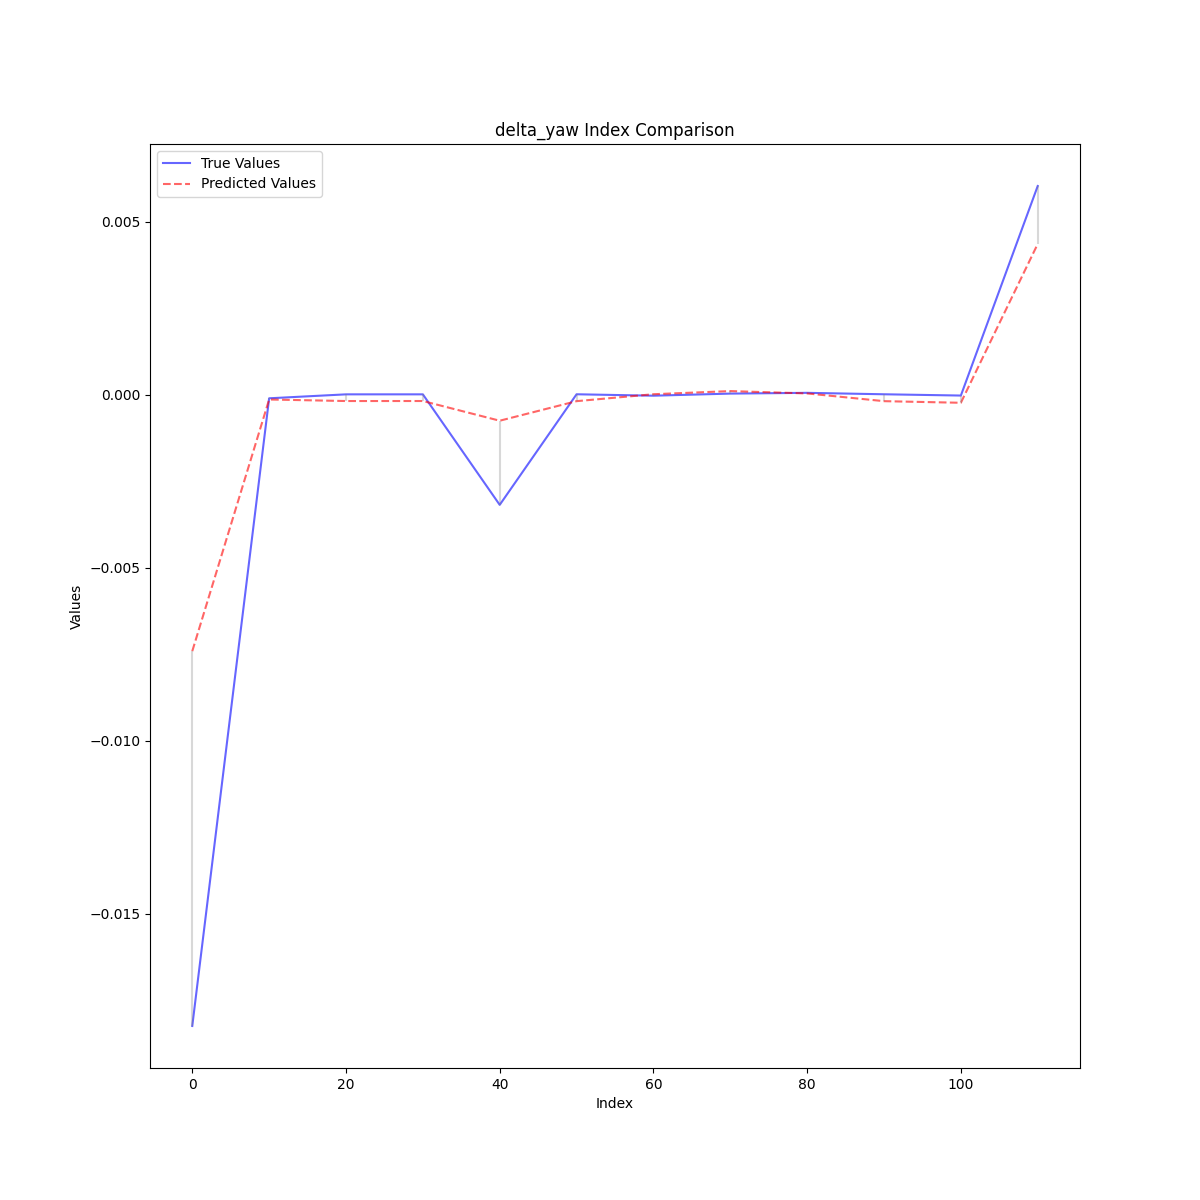 delta_yaw Index Comparison
True Values
Predicted Values
0.005
0.000
−0.005
−0.010
−0.015
Values
0
20
40
60
80
100
Index